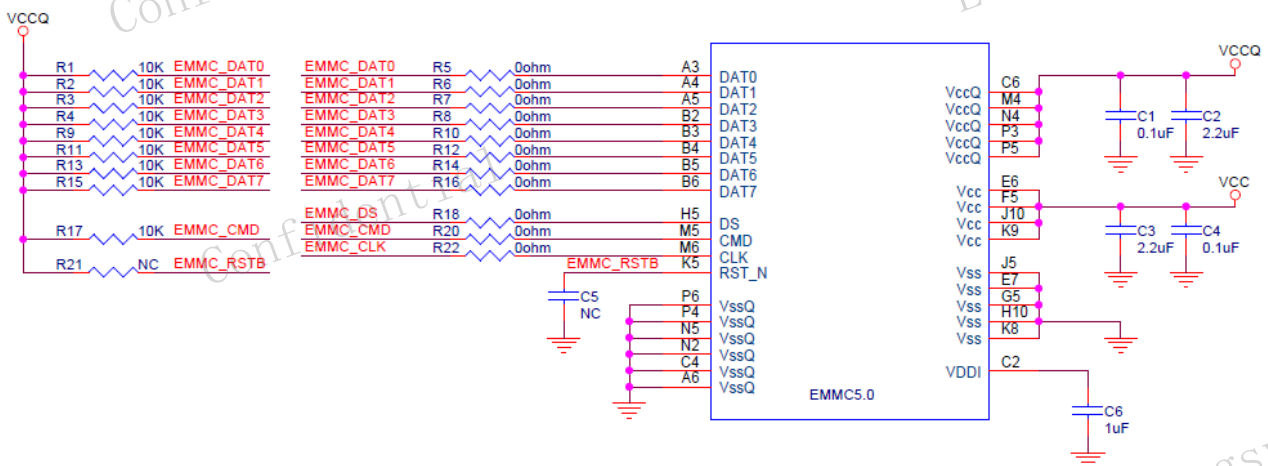 VCCQ
R1 10K EMMC_DAT0
R2 10K EMMC_DAT1
R3 10K EMMC_DAT2
R4 10K EMMC_DAT3
R9 10K EMMC_DAT4
R11 10K EMMC_DAT5
R13 10K EMMC_DAT6
R15 10K EMMC_DAT7
R17 10K EMMC_CMD
R21 NC EMMC_RSTB
EMMC_DAT0 R5 0ohm A3 DAT0
EMMC_DAT1 R6 0ohm A4 DAT1
EMMC_DAT2 R7 0ohm A5 DAT2
EMMC_DAT3 R8 0ohm B2 DAT3
EMMC_DAT4 R10 0ohm B3 DAT4
EMMC_DAT5 R12 0ohm B4 DAT5
EMMC_DAT6 R14 0ohm B5 DAT6
EMMC_DAT7 R16 0ohm B6 DAT7
EMMC_DS R18 0ohm H5 DS
EMMC_CMD R20 0ohm M5 CMD
EMMC_CLK R22 0ohm M6 CLK
EMMC_RSTB K5 RST_N
C5
NC
P6 VssQ
P4 VssQ
N5 VssQ
N2 VssQ
C4 VssQ
A6 VssQ
EMMC5.0
VccQ C6
VccQ M4
VccQ N4
VccQ P3
VccQ P5
VCCQ
C1
0.1uF
C2
2.2uF
Vcc E6
Vcc F5
Vcc J10
Vcc K9
VCC
C3
2.2uF
C4
0.1uF
Vss J5
Vss E7
Vss G5
Vss H10
Vss K8
VDDI C2
C6
1uF
Confidential